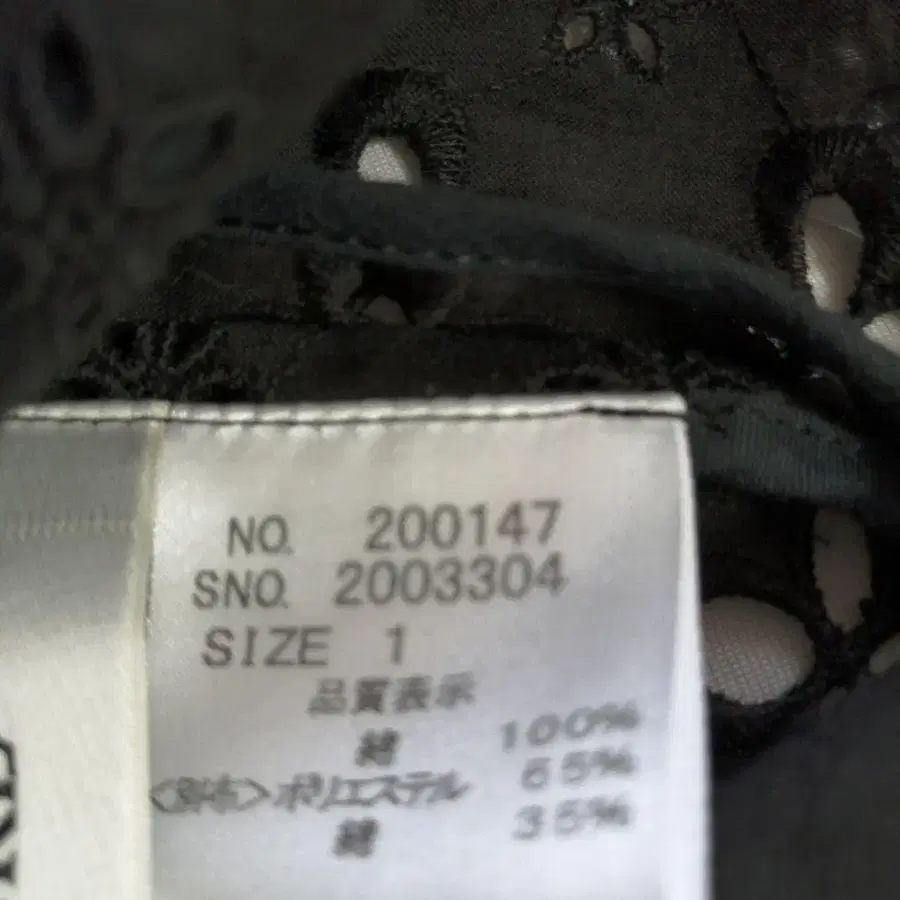 NO. 200147
SNO. 2003304
SIZE 1
品質表示
綿 100%
<別布>ポリエステル 65%
綿 35%